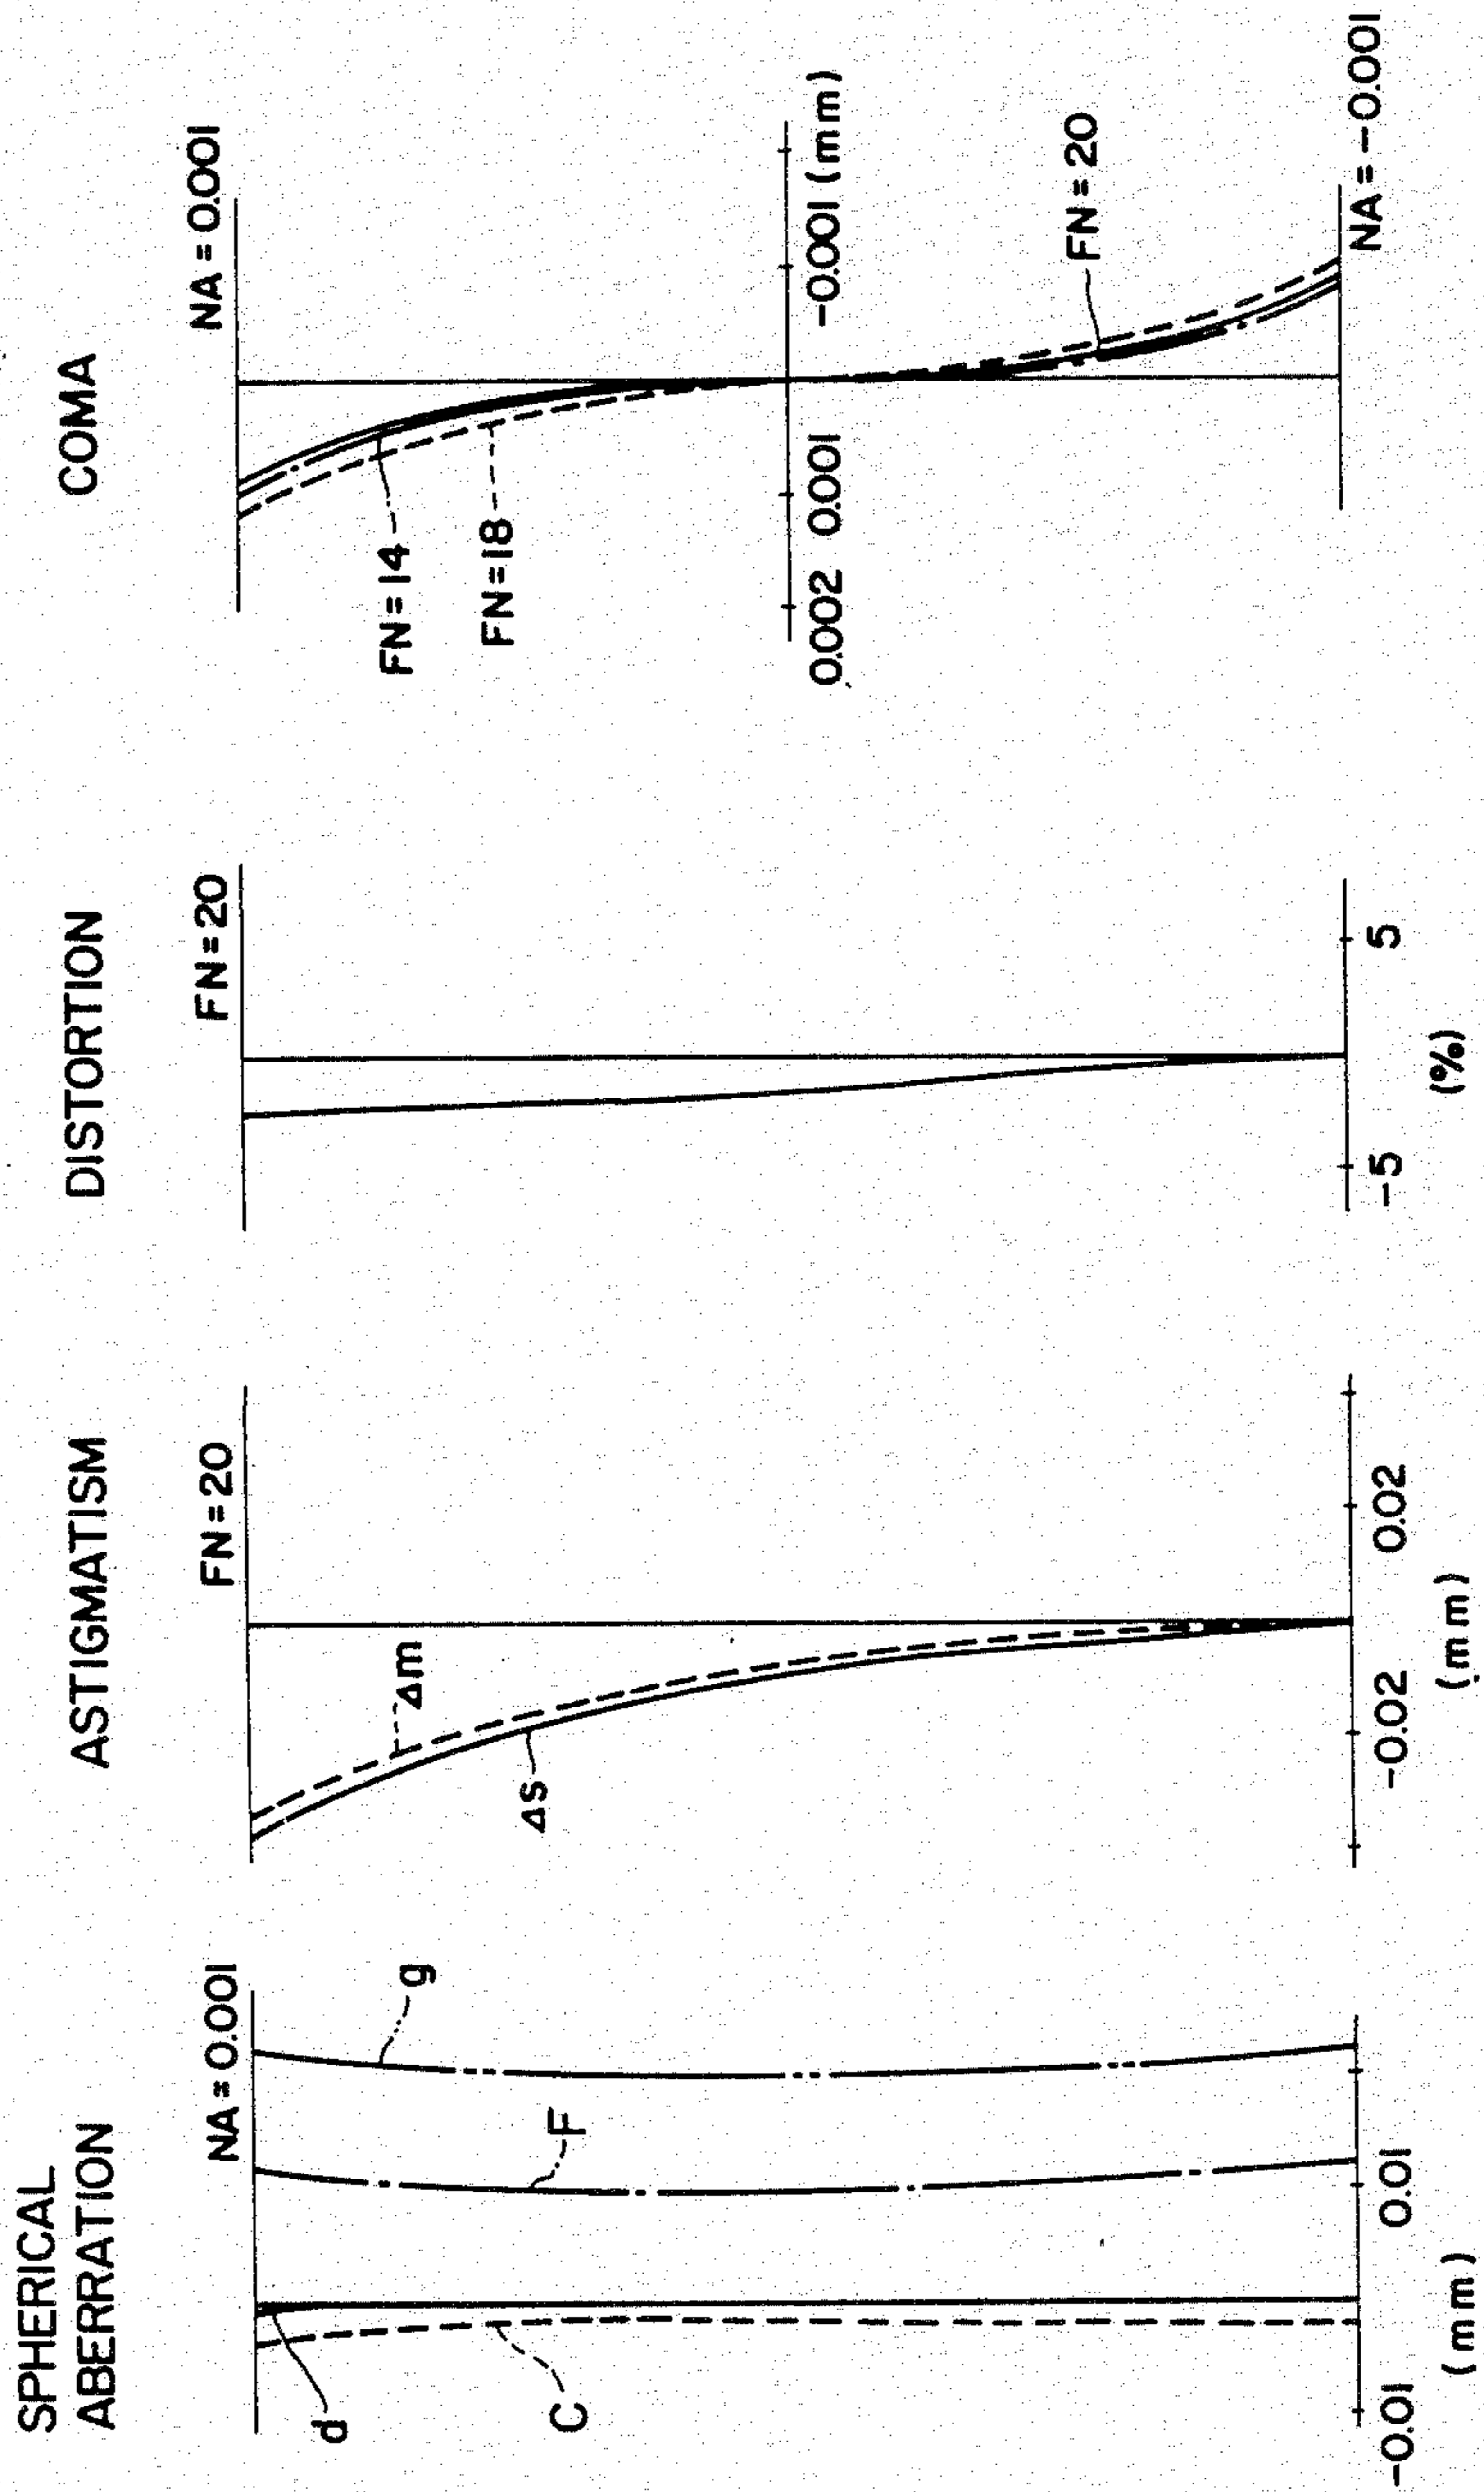 SPHERICAL
ABERRATION
NA = 0.001
g
F
d
C
-0.01
0.01
(mm)
ASTIGMATISM
FN = 20
Δm
Δs
-0.02
0.02
(mm)
DISTORTION
FN = 20
-5
5
(%)
COMA
NA = 0.001
FN = 14
FN = 18
0.002
0.001
-0.001 (mm)
FN = 20
NA = -0.001